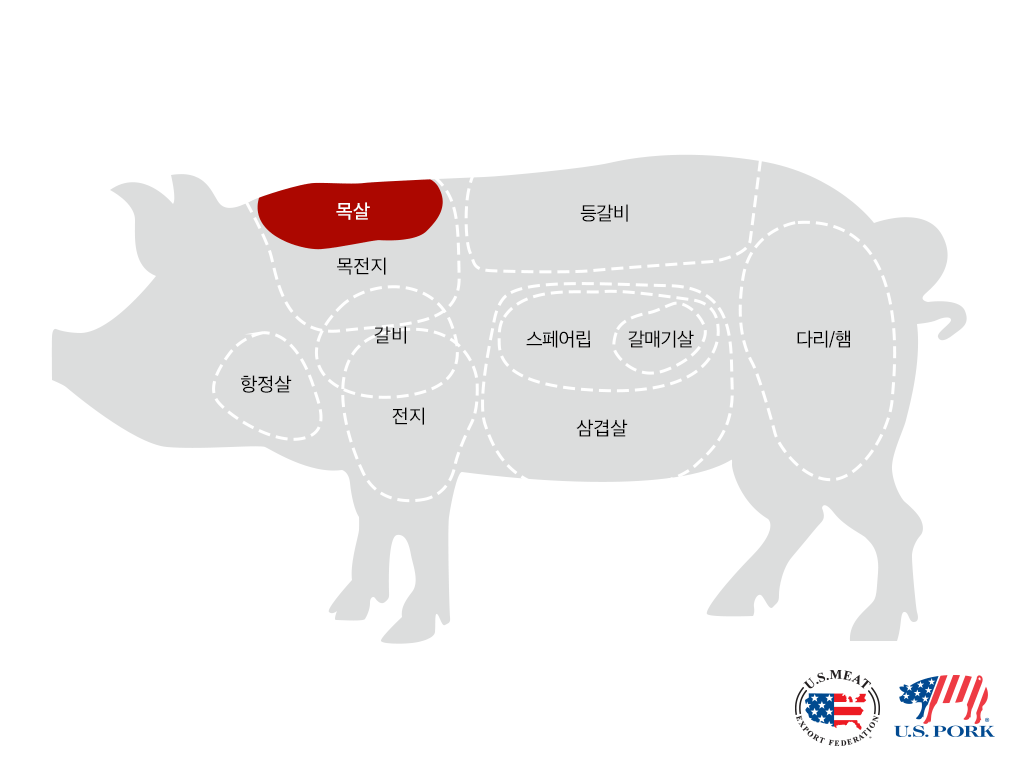 목살
등갈비
목전지
갈비
스페어립
갈매기살
다리/햄
항정살
전지
삼겹살
U.S.MEAT
EXPORT FEDERATION
U.S. PORK
®